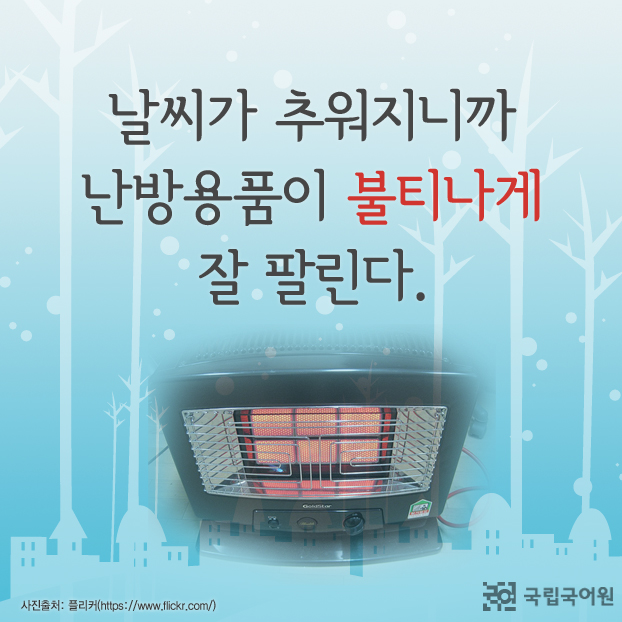 날씨가 추워지니까
난방용품이 불티나게
잘 팔린다.
GoldStar
사진출처: 플리커(https://www.flickr.com/)
국립국어원